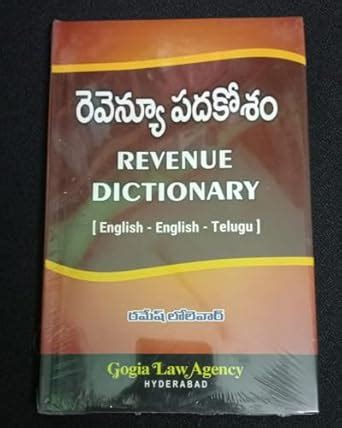 రెవెన్యూ పదకోశం
REVENUE
DICTIONARY
[ English - English - Telugu ]
రమేష్ లోలెవార్
Gogia Law Agency
HYDERABAD